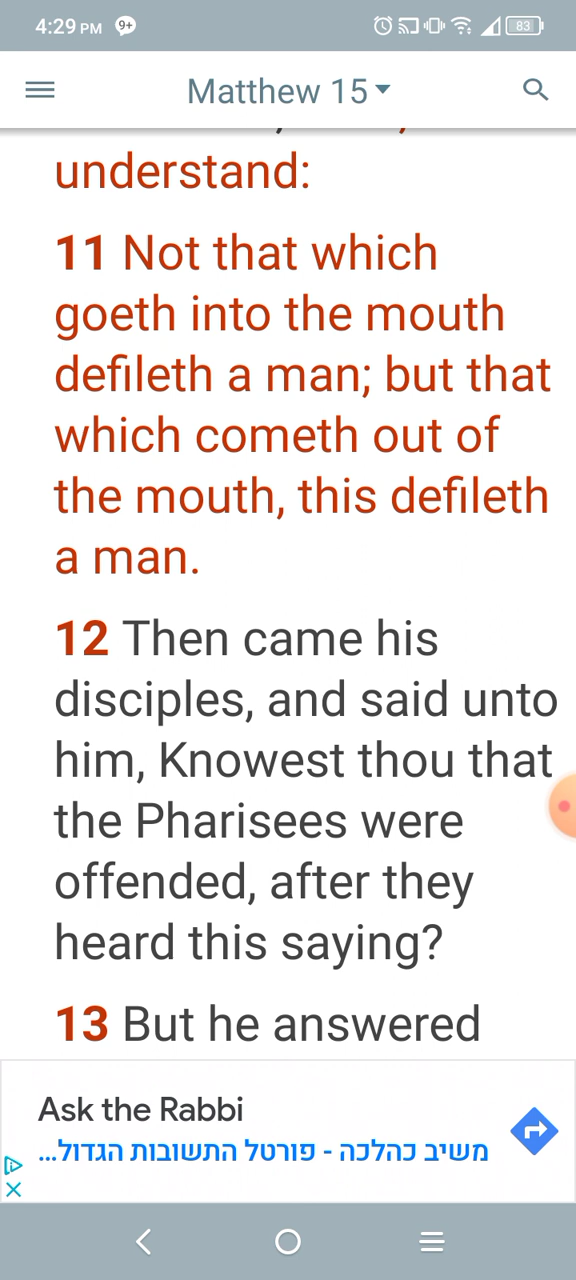 4:29 PM 9+ 83
Matthew 15
understand:
11 Not that which
goeth into the mouth
defileth a man; but that
which cometh out of
the mouth, this defileth
a man.
12 Then came his
disciples, and said unto
him, Knowest thou that
the Pharisees were
offended, after they
heard this saying?
13 But he answered
Ask the Rabbi
משיב כהלכה - פורטל התשובות הגדול...